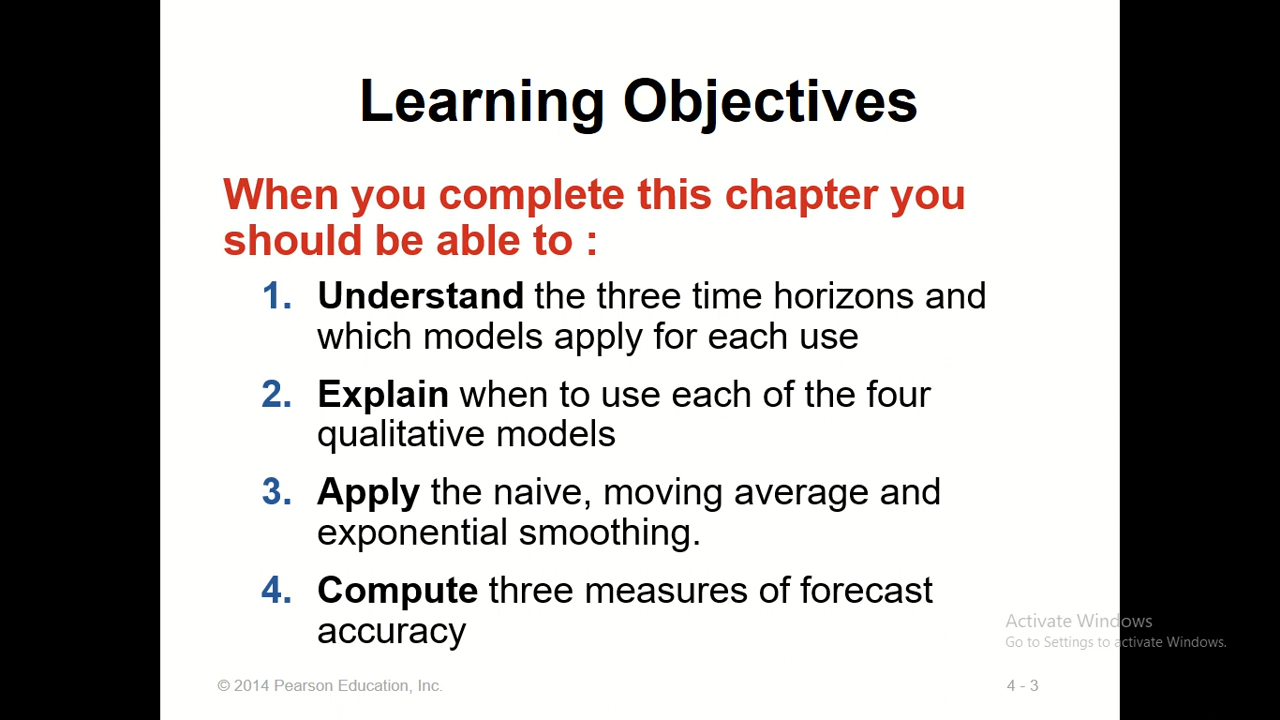 Learning Objectives
When you complete this chapter you
should be able to :
1. Understand the three time horizons and
which models apply for each use
2. Explain when to use each of the four
qualitative models
3. Apply the naive, moving average and
exponential smoothing.
4. Compute three measures of forecast
accuracy
Activate Windows
Go to Settings to activate Windows.
© 2014 Pearson Education, Inc.
4 - 3